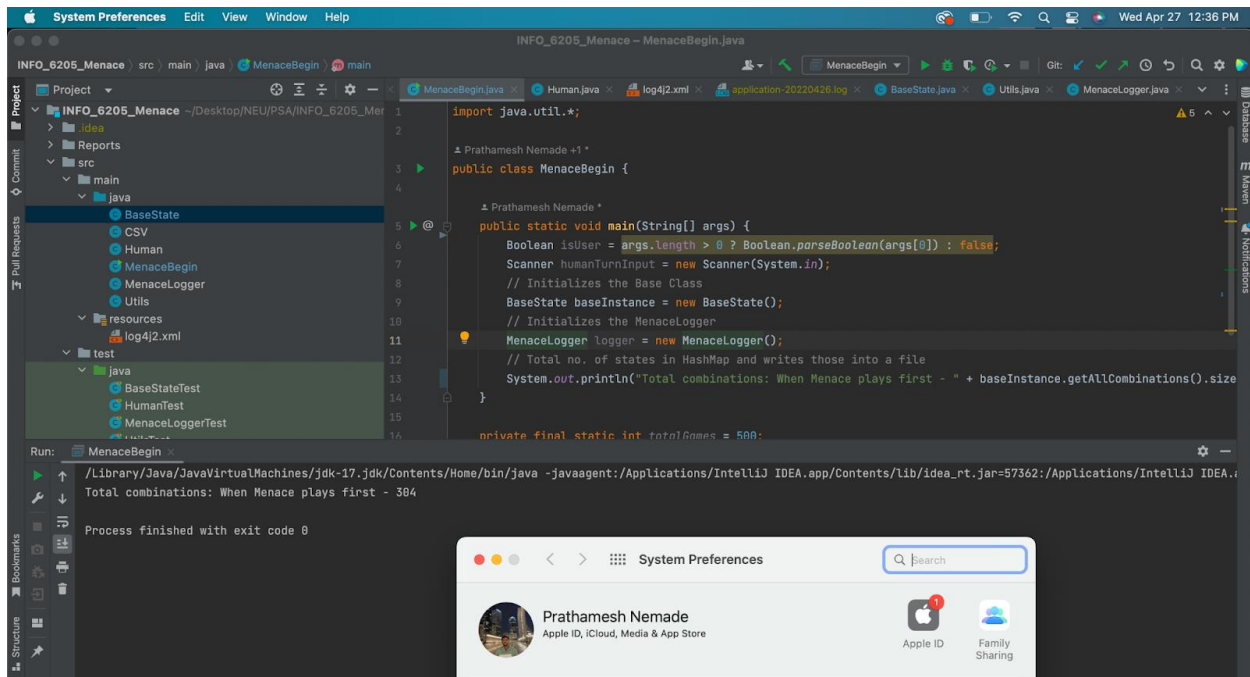 System Preferences Edit View Window Help Wed Apr 27 12:36 PM
INFO_6205_Menace – MenaceBegin.java
INFO_6205_Menace src main java MenaceBegin main MenaceBegin Git:
Project
MenaceBegin.java Human.java log4j2.xml application-20220426.log BaseState.java Utils.java MenaceLogger.java
INFO_6205_Menace ~/Desktop/NEU/PSA/INFO_6205_Mer
.idea
Reports
src
main
java
BaseState
CSV
Human
MenaceBegin
MenaceLogger
Utils
resources
log4j2.xml
test
java
BaseStateTest
HumanTest
MenaceLoggerTest
Project
Commit
Pull Requests
Bookmarks
Structure
1 import java.util.*; 5
2
Prathamesh Nemade +1 *
3 public class MenaceBegin {
4
Prathamesh Nemade *
5 @ public static void main(String[] args) {
6 Boolean isUser = args.length > 0 ? Boolean.parseBoolean(args[0]) : false;
7 Scanner humanTurnInput = new Scanner(System.in);
8 // Initializes the Base Class
9 BaseState baseInstance = new BaseState();
10 // Initializes the MenaceLogger
11 MenaceLogger logger = new MenaceLogger();
12 // Total no. of states in HashMap and writes those into a file
13 System.out.println("Total combinations: When Menace plays first - " + baseInstance.getAllCombinations().size
14 }
15
16 private final static int totalGames = 500;
Database
m Maven
Notifications
Run: MenaceBegin
/Library/Java/JavaVirtualMachines/jdk-17.jdk/Contents/Home/bin/java -javaagent:/Applications/IntelliJ IDEA.app/Contents/lib/idea_rt.jar=57362:/Applications/IntelliJ IDEA.
Total combinations: When Menace plays first - 304
Process finished with exit code 0
System Preferences
Search
Prathamesh Nemade
Apple ID, iCloud, Media & App Store
1
Apple ID
Family
Sharing